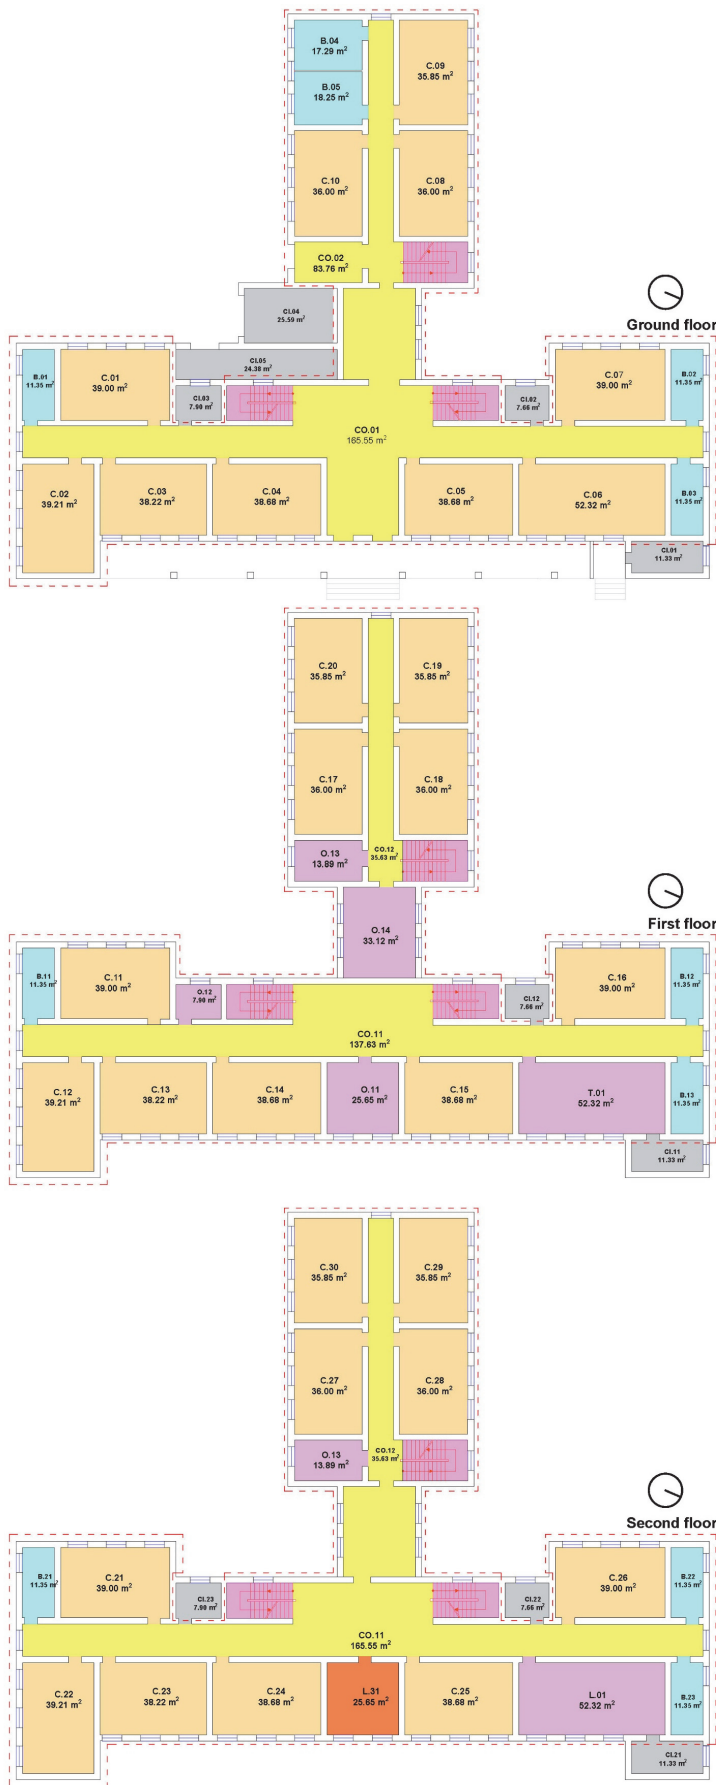 B.04
17.29 m²
C.09
35.85 m²
B.05
18.25 m²
C.10
36.00 m²
C.08
36.00 m²
CO.02
83.76 m²
CI.04
25.59 m²
Ground floor
CI.05
24.38 m²
B.01
11.35 m²
C.01
39.00 m²
CI.03
7.90 m²
CI.02
7.66 m²
C.07
39.00 m²
B.02
11.35 m²
CO.01
165.55 m²
C.02
39.21 m²
C.03
38.22 m²
C.04
38.68 m²
C.05
38.68 m²
C.06
52.32 m²
B.03
11.35 m²
CI.01
11.33 m²
C.20
35.85 m²
C.19
35.85 m²
C.17
36.00 m²
C.18
36.00 m²
O.13
13.89 m²
CO.12
35.63 m²
O.14
33.12 m²
First floor
B.11
11.35 m²
C.11
39.00 m²
O.12
7.90 m²
CI.12
7.66 m²
C.16
39.00 m²
B.12
11.35 m²
CO.11
137.63 m²
C.12
39.21 m²
C.13
38.22 m²
C.14
38.68 m²
O.11
25.65 m²
C.15
38.68 m²
T.01
52.32 m²
B.13
11.35 m²
CI.11
11.33 m²
C.30
35.85 m²
C.29
35.85 m²
C.27
36.00 m²
C.28
36.00 m²
O.13
13.89 m²
CO.12
35.63 m²
Second floor
B.21
11.35 m²
C.21
39.00 m²
CI.23
7.90 m²
CI.22
7.66 m²
C.26
39.00 m²
B.22
11.35 m²
CO.11
165.55 m²
C.22
39.21 m²
C.23
38.22 m²
C.24
38.68 m²
L.31
25.65 m²
C.25
38.68 m²
L.01
52.32 m²
B.23
11.35 m²
CI.21
11.33 m²